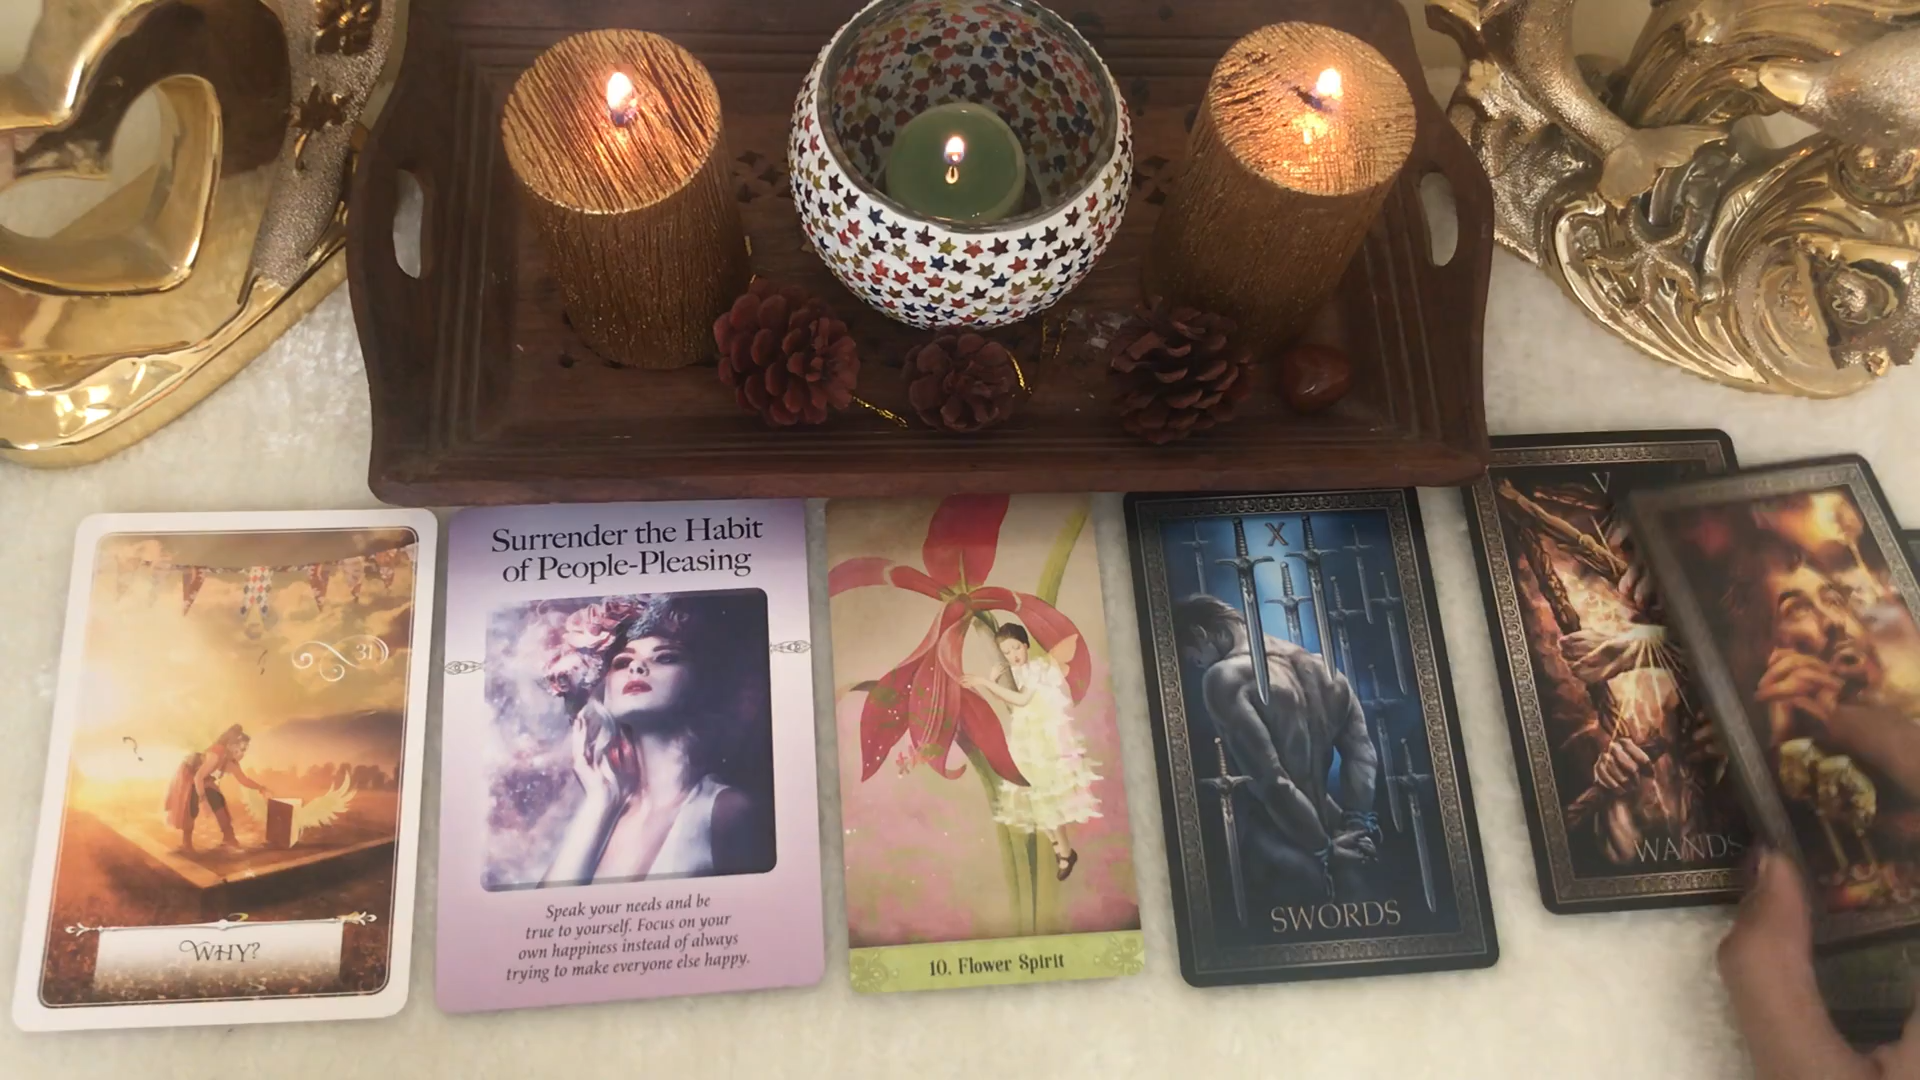 31
WHY?
Surrender the Habit
of People-Pleasing
Speak your needs and be
true to yourself. Focus on your
own happiness instead of always
trying to make everyone else happy.
10. Flower Spirit
X
SWORDS
V
WANDS